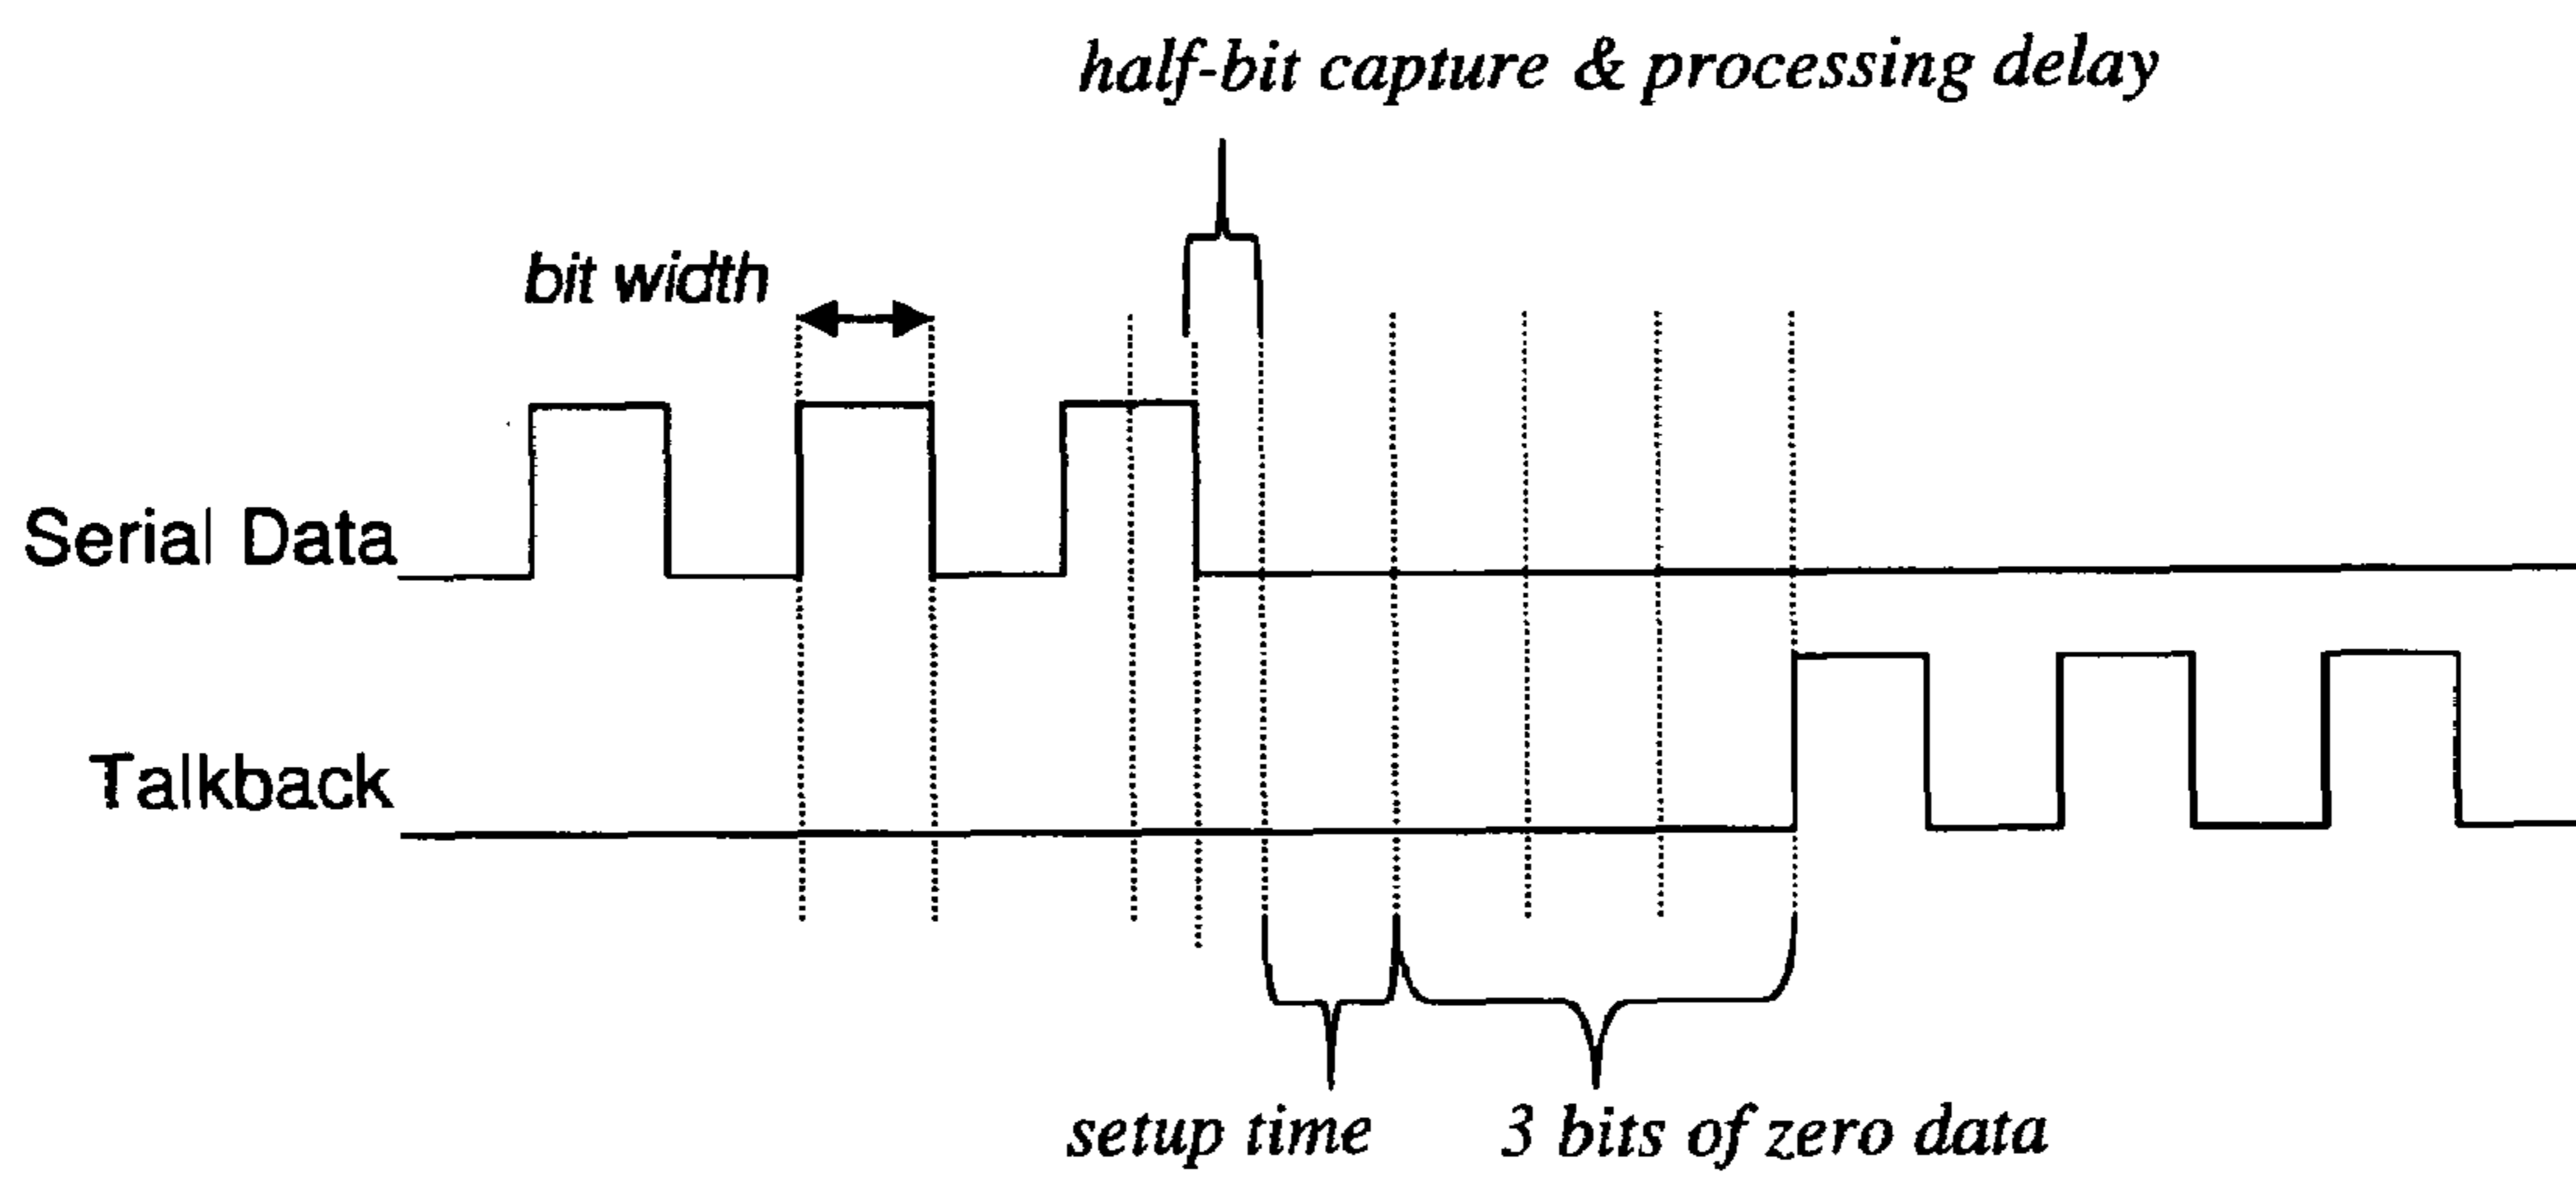 half-bit capture & processing delay
bit width
Serial Data
Talkback
setup time
3 bits of zero data